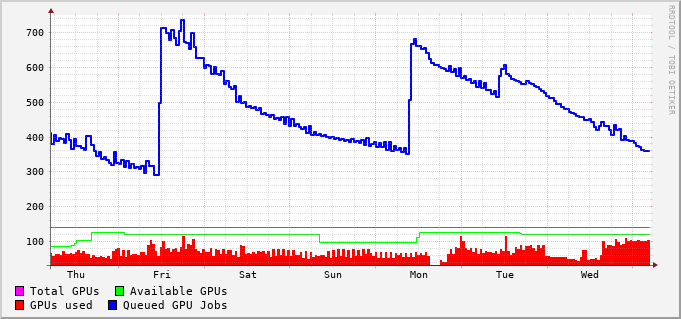 RRDTOOL / TOBI OETIKER
700
600
500
400
300
200
100
Thu Fri Sat Sun Mon Tue Wed
Total GPUs Available GPUs
GPUs used Queued GPU Jobs